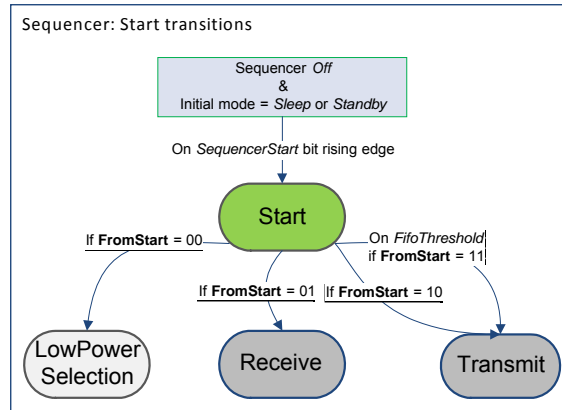 Sequencer: Start transitions
Sequencer Off
&
Initial mode = Sleep or Standby
On SequencerStart bit rising edge
Start
If FromStart = 00
On FifoThreshold
if FromStart = 11
If FromStart = 01
If FromStart = 10
LowPower
Selection
Receive
Transmit